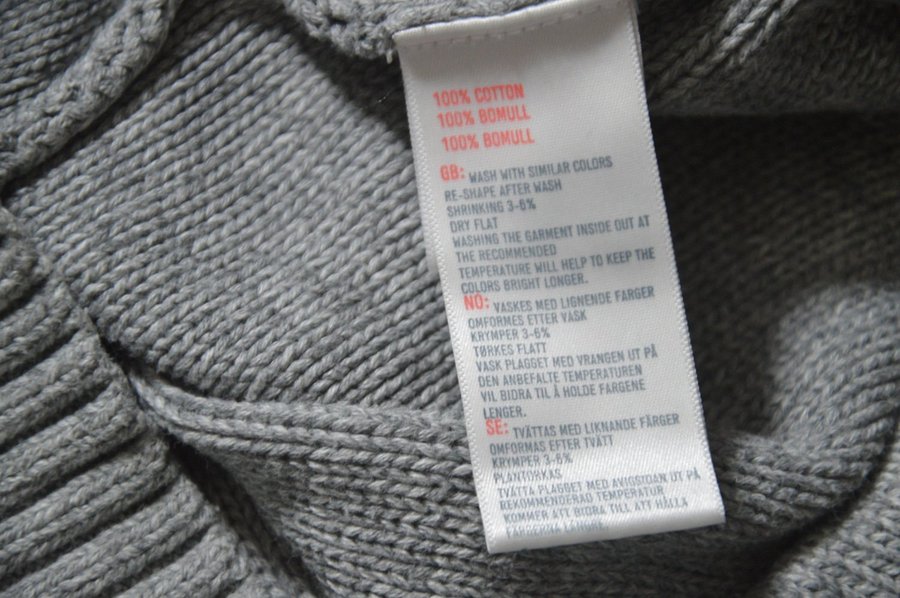 100% COTTON
100% BOMULL
100% BOMULL
GB: WASH WITH SIMILAR COLORS
RE-SHAPE AFTER WASH
SHRINKING 3-6%
DRY FLAT
WASHING THE GARMENT INSIDE OUT AT
THE RECOMMENDED
TEMPERATURE WILL HELP TO KEEP THE
COLORS BRIGHT LONGER.
NO: VASKES MED LIGNENDE FARGER
OMFORMES ETTER VASK
KRYMPER 3-6%
TØRKES FLATT
VASK PLAGGET MED VRANGEN UT PÅ
DEN ANBEFALTE TEMPERATUREN
VIL BIDRA TIL Å HOLDE FARGENE
LENGER.
SE: TVÄTTAS MED LIKNANDE FÄRGER
OMFORMAS EFTER TVÄTT
KRYMPER 3-6%
PLANTORKAS
TVÄTTA PLAGGET MED AVIGSIDAN UT PÅ
REKOMMENDERAD TEMPERATUR
KOMMER ATT BIDRA TILL ATT HÅLLA
FÄRGERNA LÄNGRE.